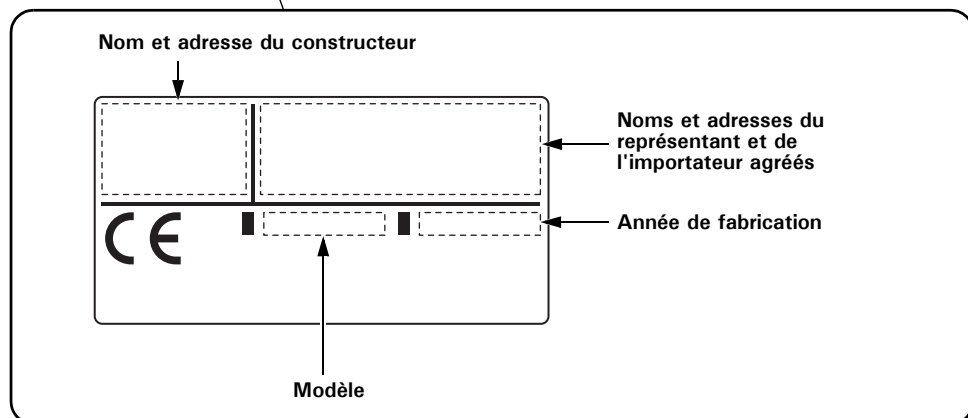 Nom et adresse du constructeur
Noms et adresses du
représentant et de
l'importateur agréés
CE
Année de fabrication
Modèle